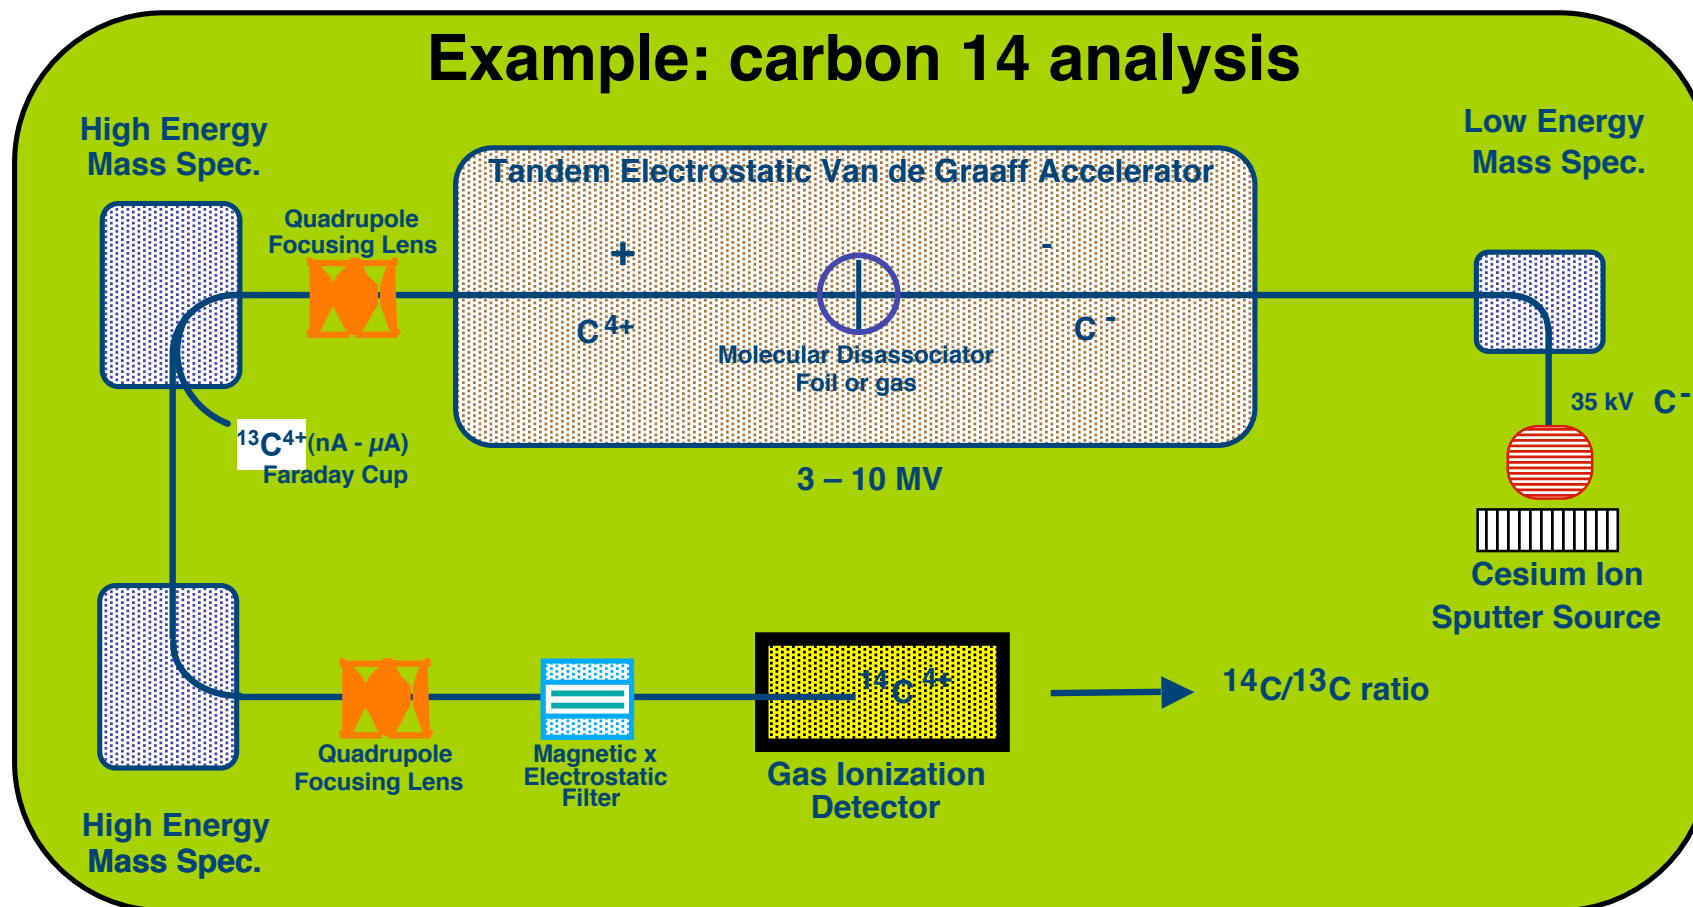 Example: carbon 14 analysis
High Energy
Mass Spec.
Low Energy
Mass Spec.
Tandem Electrostatic Van de Graaff Accelerator
Quadrupole
Focusing Lens
+
-
C⁴⁺
C⁻
Molecular Disassociator
Foil or gas
35 kV C⁻
¹³C⁴⁺(nA - µA)
Faraday Cup
3 – 10 MV
Cesium Ion
Sputter Source
¹⁴C⁴⁺
¹⁴C/¹³C ratio
Quadrupole
Focusing Lens
Magnetic x
Electrostatic
Filter
Gas Ionization
Detector
High Energy
Mass Spec.